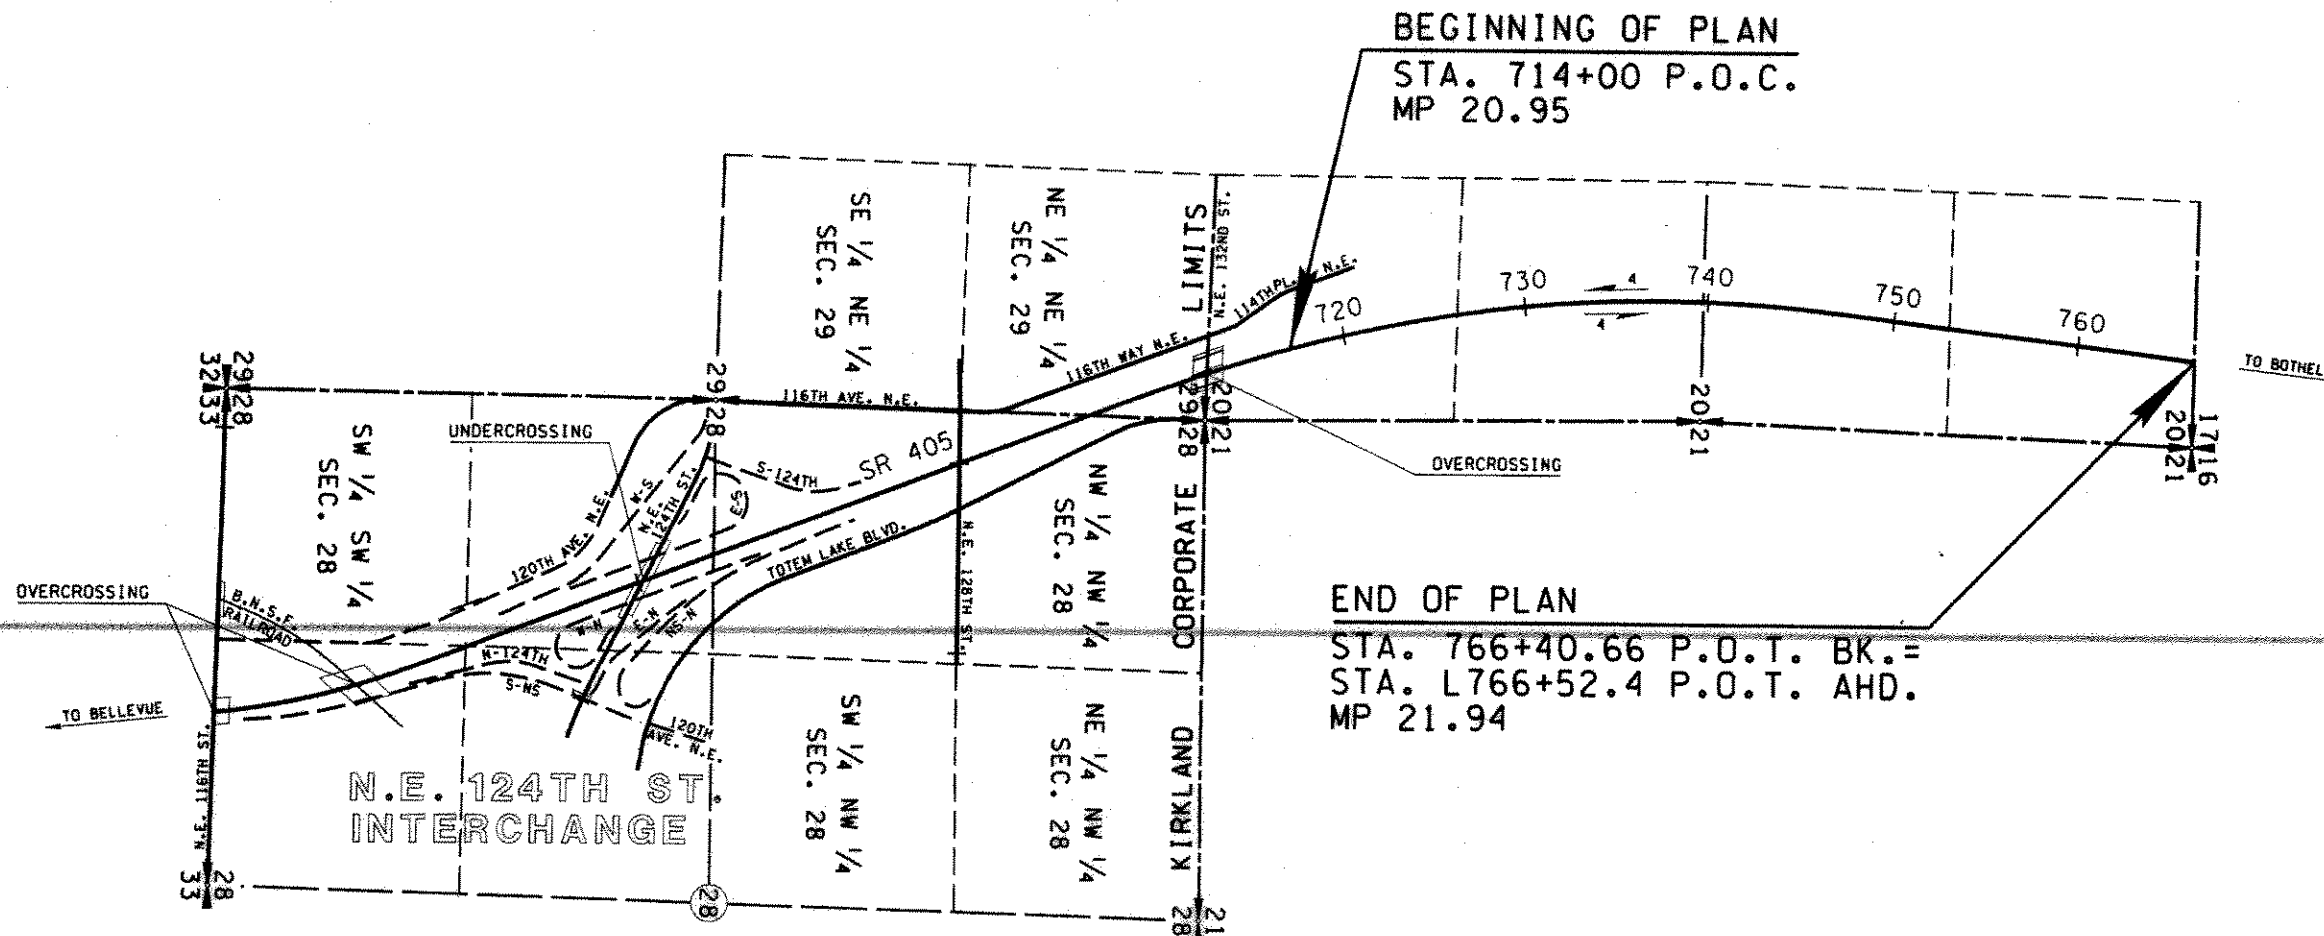 BEGINNING OF PLAN
STA. 714+00 P.O.C.
MP 20.95
SE 1/4 NE 1/4
SEC. 29
NE 1/4 NE 1/4
SEC. 29
LIMITS
N.E. 132ND ST.
114TH PL. N.E.
116TH WAY N.E.
720
730
4
4
740
750
760
TO BOTHEL
32 29
33 28
29
28
116TH AVE. N.E.
29 20
28 21
20
21
17 16
20 21
UNDERCROSSING
SW 1/4 SW 1/4
SEC. 28
120TH AVE. N.E.
W-S
N.E. 124TH ST.
S-124TH
E-S
SR 405
TOTEM LAKE BLVD.
N.E. 128TH ST.
NW 1/4 NW 1/4
SEC. 28
CORPORATE
OVERCROSSING
OVERCROSSING
B.N.S.F.
RAILROAD
W-N
E-N
NS-N
N-124TH
S-NS
120TH
AVE. N.E.
TO BELLEVUE
N.E. 116TH ST.
N.E. 124TH ST.
INTERCHANGE
SW 1/4 NW 1/4
SEC. 28
NE 1/4 NW 1/4
SEC. 28
KIRKLAND
END OF PLAN
STA. 766+40.66 P.O.T. BK.=
STA. L766+52.4 P.O.T. AHD.
MP 21.94
28
33
28
21
28